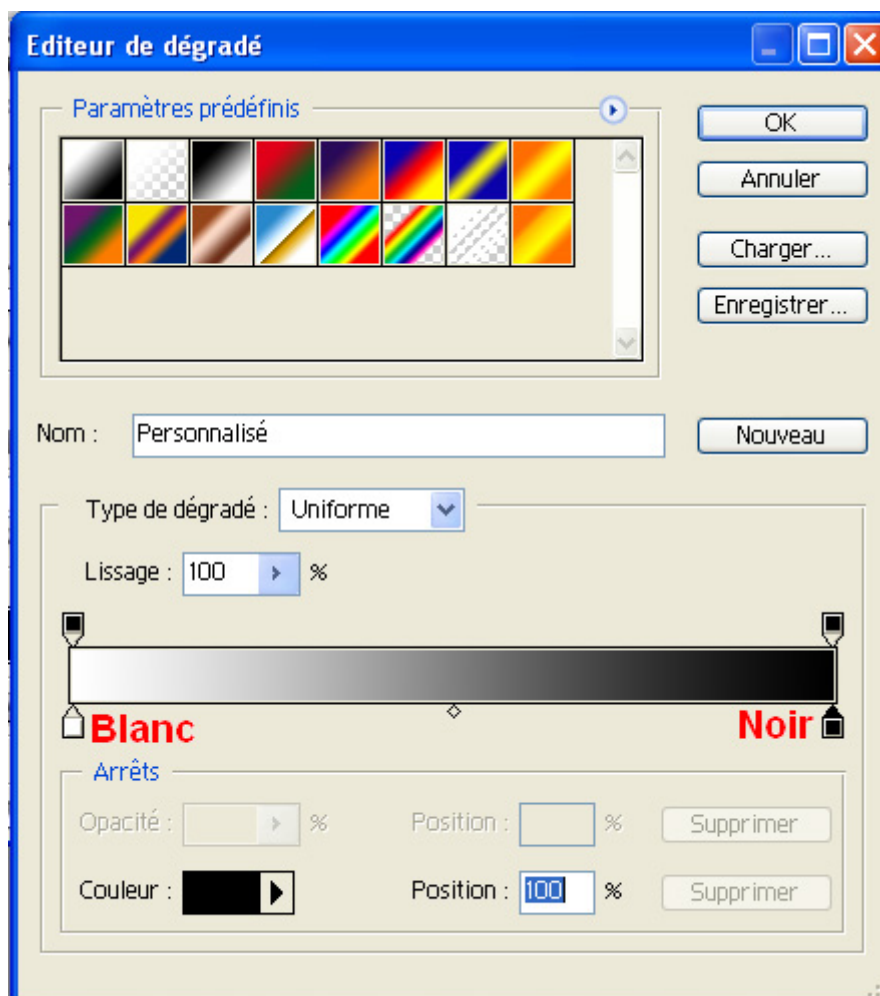 Editeur de dégradé
Paramètres prédéfinis
OK
Annuler
Charger...
Enregistrer...
Nom : Personnalisé
Nouveau
Type de dégradé : Uniforme
Lissage : 100 %
Blanc
Noir
Arrêts
Opacité : % Position : % Supprimer
Couleur : Position : 100 % Supprimer